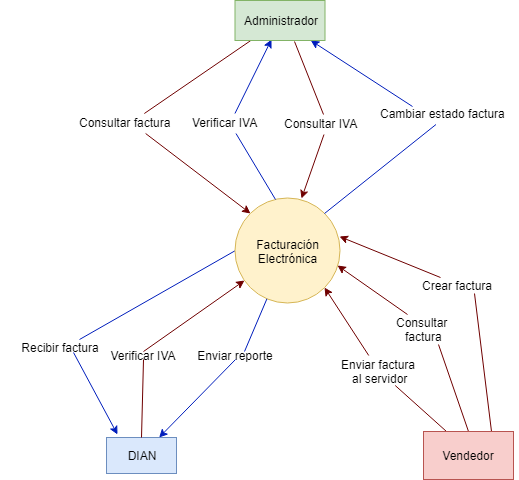 Administrador
Consultar factura
Verificar IVA
Consultar IVA
Cambiar estado factura
Facturación
Electrónica
Crear factura
Consultar
factura
Enviar factura
al servidor
Recibir factura
Verificar IVA
Enviar reporte
DIAN
Vendedor